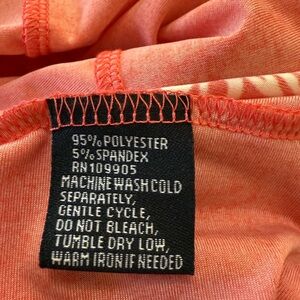 95% POLYESTER
5% SPANDEX
RN109905
MACHINE WASH COLD
SEPARATELY,
GENTLE CYCLE,
DO NOT BLEACH,
TUMBLE DRY LOW,
WARM IRON IF NEEDED